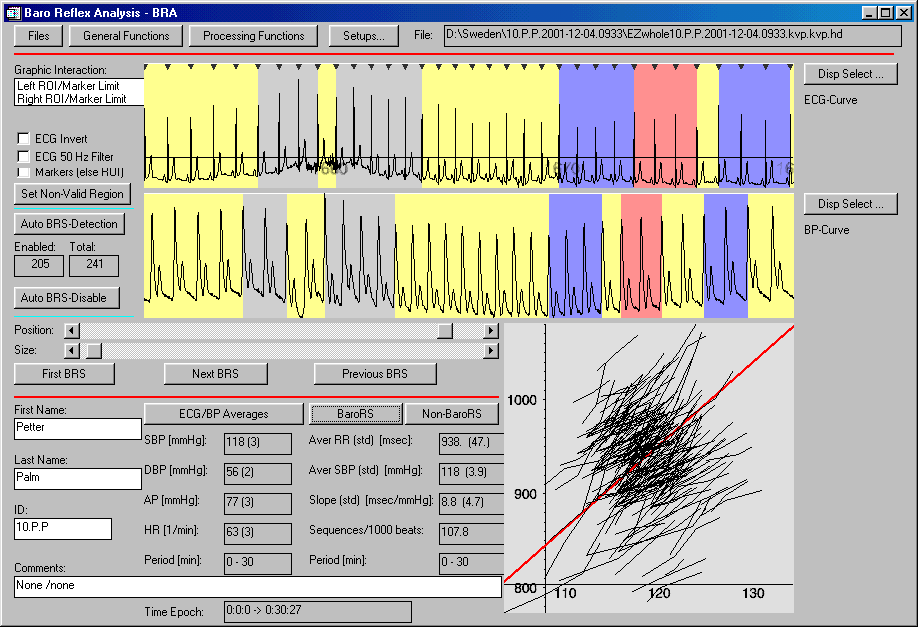 Baro Reflex Analysis - BRA
Files General Functions Processing Functions Setups... File: D:\Sweden\10.P.P.2001-12-04.0933\EZwhole10.P.P.2001-12-04.0933.kvp.kvp.hd
Graphic Interaction:
Left ROI/Marker Limit
Right ROI/Marker Limit
Disp Select ...
ECG-Curve
ECG Invert
ECG 50 Hz Filter
Markers (else ROI)
Set Non-Valid Region
Disp Select ...
BP-Curve
Auto BRS-Detection
Enabled: Total:
205 241
Auto BRS-Disable
Position:
Size:
First BRS Next BRS Previous BRS
First Name:
Petter
Last Name:
Palm
ID:
10.P.P
Comments:
None /none
ECG/BP Averages BaroRS Non-BaroRS
SBP [mmHg]: 118 (3) Aver RR (std) [msec]: 938. (47.)
DBP [mmHg]: 56 (2) Aver SBP (std) [mmHg]: 118 (3.9)
AP [mmHg]: 77 (3) Slope (std) [msec/mmHg]: 8.8 (4.7)
HR [1/min]: 63 (3) Sequences/1000 beats: 107.8
Period [min]: 0 - 30 Period [min]: 0 - 30
Time Epoch: 0:0:0 -> 0:30:27
1000
900
800
110 120 130